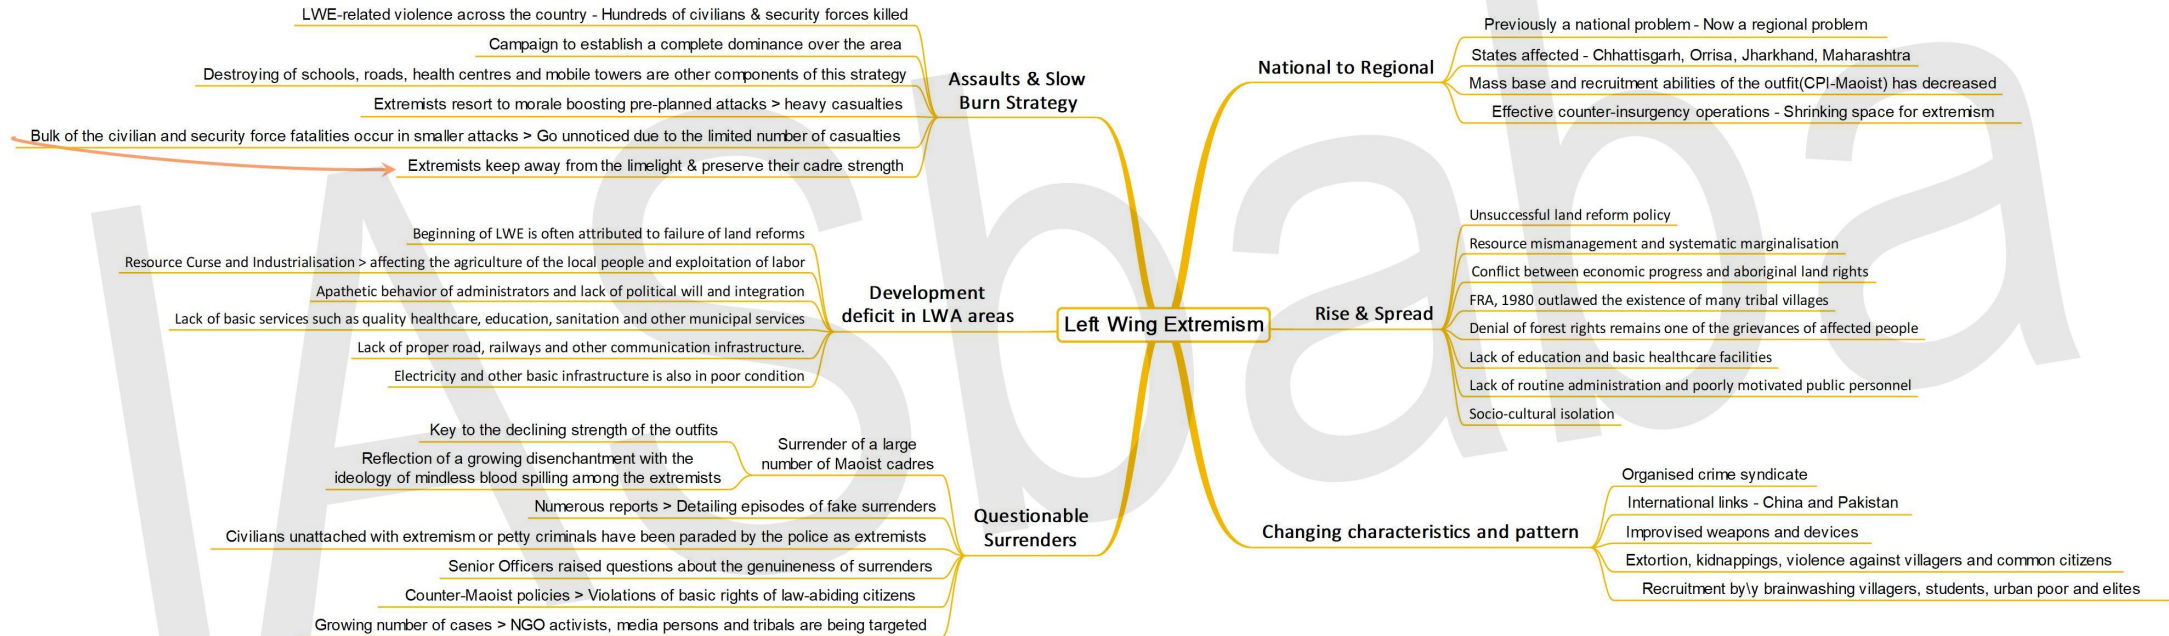 LWE-related violence across the country - Hundreds of civilians & security forces killed
Campaign to establish a complete dominance over the area
Destroying of schools, roads, health centres and mobile towers are other components of this strategy
Extremists resort to morale boosting pre-planned attacks > heavy casualties
Bulk of the civilian and security force fatalities occur in smaller attacks > Go unnoticed due to the limited number of casualties
Extremists keep away from the limelight & preserve their cadre strength
Assaults & Slow
Burn Strategy
Beginning of LWE is often attributed to failure of land reforms
Resource Curse and Industrialisation > affecting the agriculture of the local people and exploitation of labor
Apathetic behavior of administrators and lack of political will and integration
Lack of basic services such as quality healthcare, education, sanitation and other municipal services
Lack of proper road, railways and other communication infrastructure.
Electricity and other basic infrastructure is also in poor condition
Development
deficit in LWA areas
Key to the declining strength of the outfits
Reflection of a growing disenchantment with the
ideology of mindless blood spilling among the extremists
Surrender of a large
number of Maoist cadres
Numerous reports > Detailing episodes of fake surrenders
Civilians unattached with extremism or petty criminals have been paraded by the police as extremists
Senior Officers raised questions about the genuineness of surrenders
Counter-Maoist policies > Violations of basic rights of law-abiding citizens
Growing number of cases > NGO activists, media persons and tribals are being targeted
Questionable
Surrenders
Left Wing Extremism
National to Regional
Previously a national problem - Now a regional problem
States affected - Chhattisgarh, Orrisa, Jharkhand, Maharashtra
Mass base and recruitment abilities of the outfit(CPI-Maoist) has decreased
Effective counter-insurgency operations - Shrinking space for extremism
Rise & Spread
Unsuccessful land reform policy
Resource mismanagement and systematic marginalisation
Conflict between economic progress and aboriginal land rights
FRA, 1980 outlawed the existence of many tribal villages
Denial of forest rights remains one of the grievances of affected people
Lack of education and basic healthcare facilities
Lack of routine administration and poorly motivated public personnel
Socio-cultural isolation
Changing characteristics and pattern
Organised crime syndicate
International links - China and Pakistan
Improvised weapons and devices
Extortion, kidnappings, violence against villagers and common citizens
Recruitment by\y brainwashing villagers, students, urban poor and elites
IASbaba